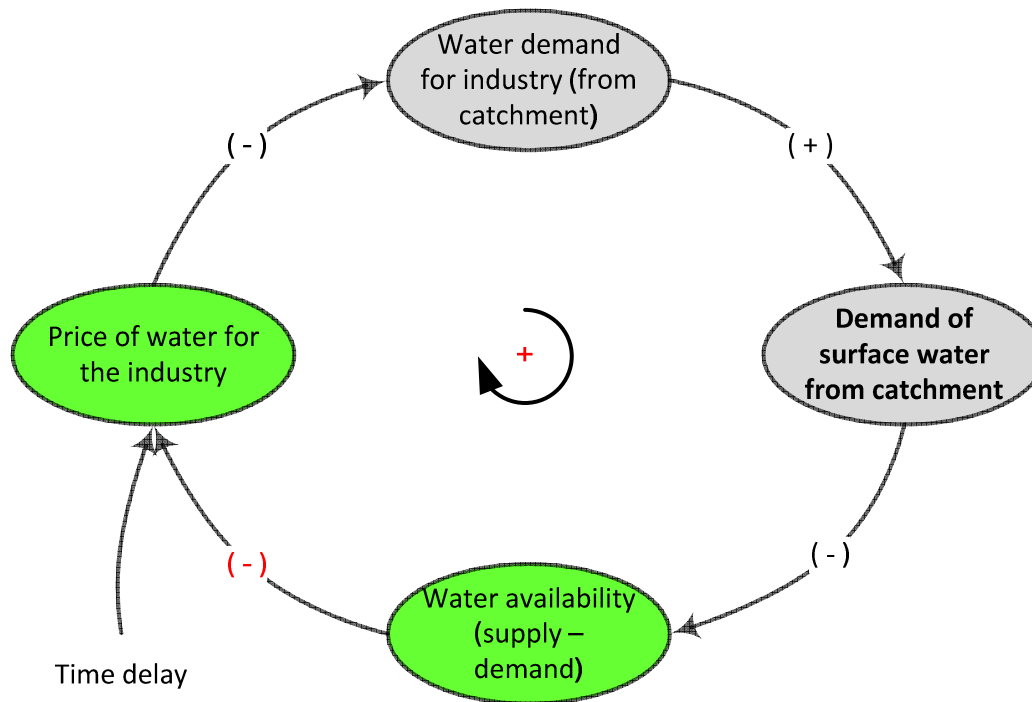 Water demand
for industry (from
catchment)
( - )
( + )
Price of water for
the industry
+
Demand of
surface water
from catchment
( - )
( - )
Water availability
(supply –
demand)
Time delay